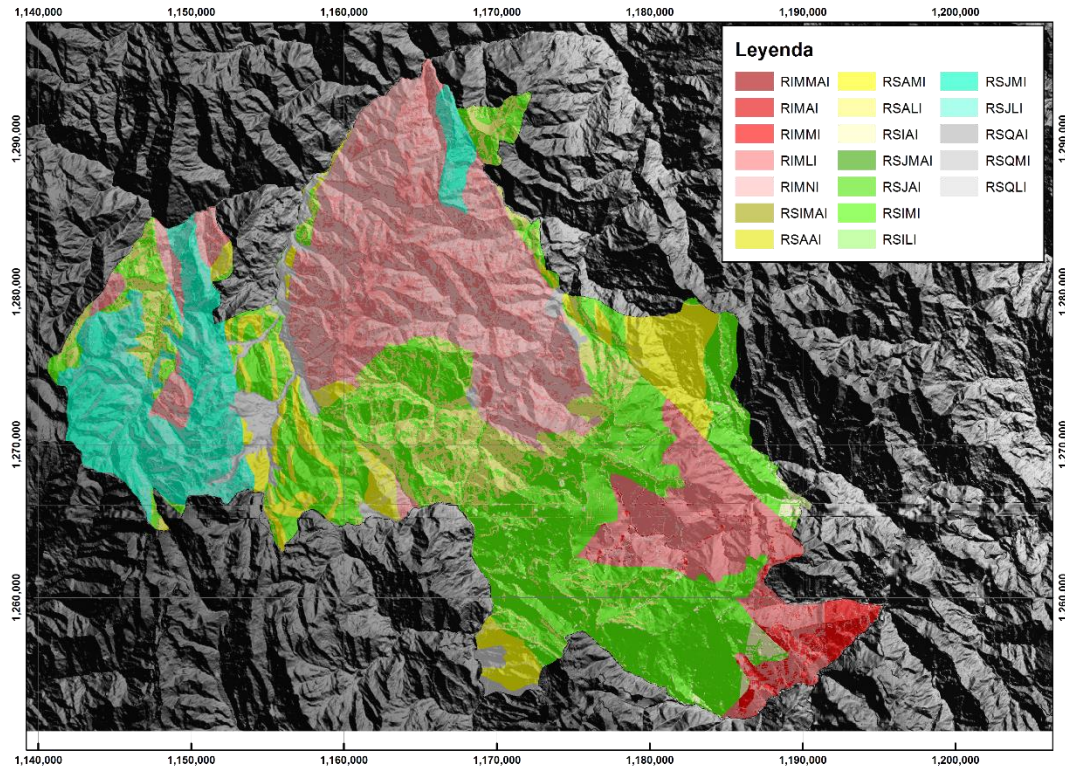 1,140,000 1,150,000 1,160,000 1,170,000 1,180,000 1,190,000 1,200,000
Leyenda
RIMMAI RSAMI RSJMI
RIMAI RSALI RSJLI
RIMMI RSIAI RSQAI
RIMLI RSJMAI RSQMI
RIMNI RSJAI RSQLI
RSIMAI RSIMI
RSAAI RSILI
1,290,000 1,290,000
1,280,000 1,280,000
1,270,000 1,270,000
1,260,000 1,260,000
1,140,000 1,150,000 1,160,000 1,170,000 1,180,000 1,190,000 1,200,000